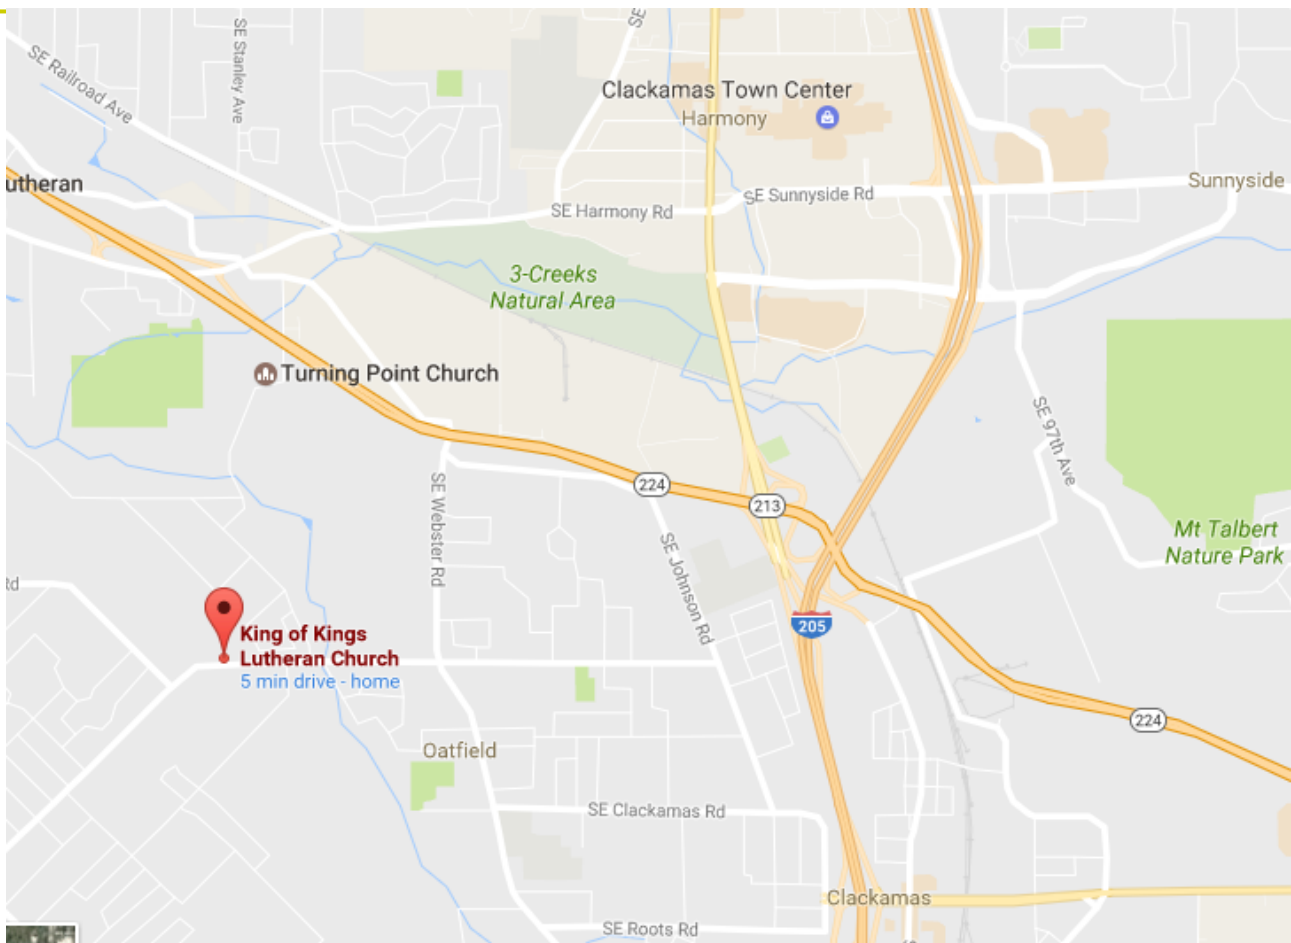 SE
SE Stanley Ave
SE Railroad Ave
Clackamas Town Center
Harmony
utheran
SE Sunnyside Rd
Sunnyside
SE Harmony Rd
3-Creeks
Natural Area
Turning Point Church
SE 97th Ave
SE Webster Rd
224
213
Mt Talbert
Nature Park
SE Johnson Rd
Rd
King of Kings
Lutheran Church
5 min drive - home
205
224
Oatfield
SE Clackamas Rd
Clackamas
SE Roots Rd